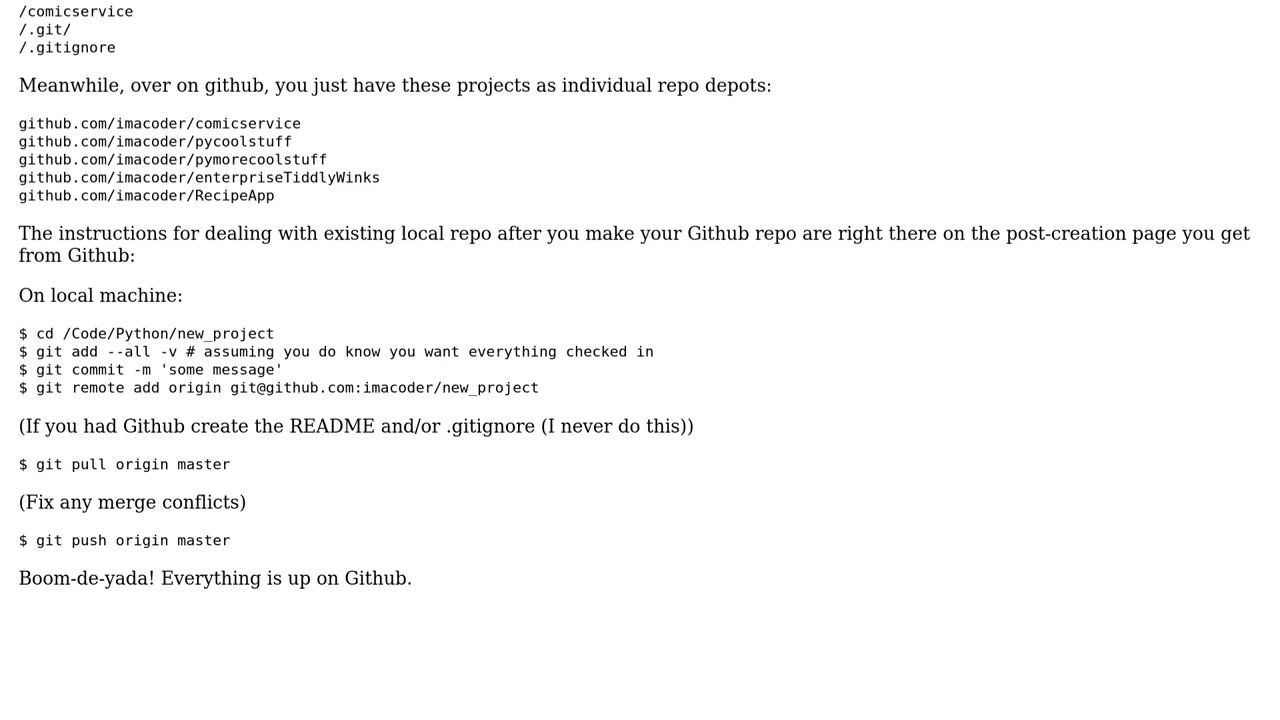 /comicservice
/.git/
/.gitignore
Meanwhile, over on github, you just have these projects as individual repo depots:
github.com/imacoder/comicservice
github.com/imacoder/pycoolstuff
github.com/imacoder/pymorecoolstuff
github.com/imacoder/enterpriseTiddlyWinks
github.com/imacoder/RecipeApp
The instructions for dealing with existing local repo after you make your Github repo are right there on the post-creation page you get
from Github:
On local machine:
$ cd /Code/Python/new_project
$ git add --all -v # assuming you do know you want everything checked in
$ git commit -m 'some message'
$ git remote add origin git@github.com:imacoder/new_project
(If you had Github create the README and/or .gitignore (I never do this))
$ git pull origin master
(Fix any merge conflicts)
$ git push origin master
Boom-de-yada! Everything is up on Github.